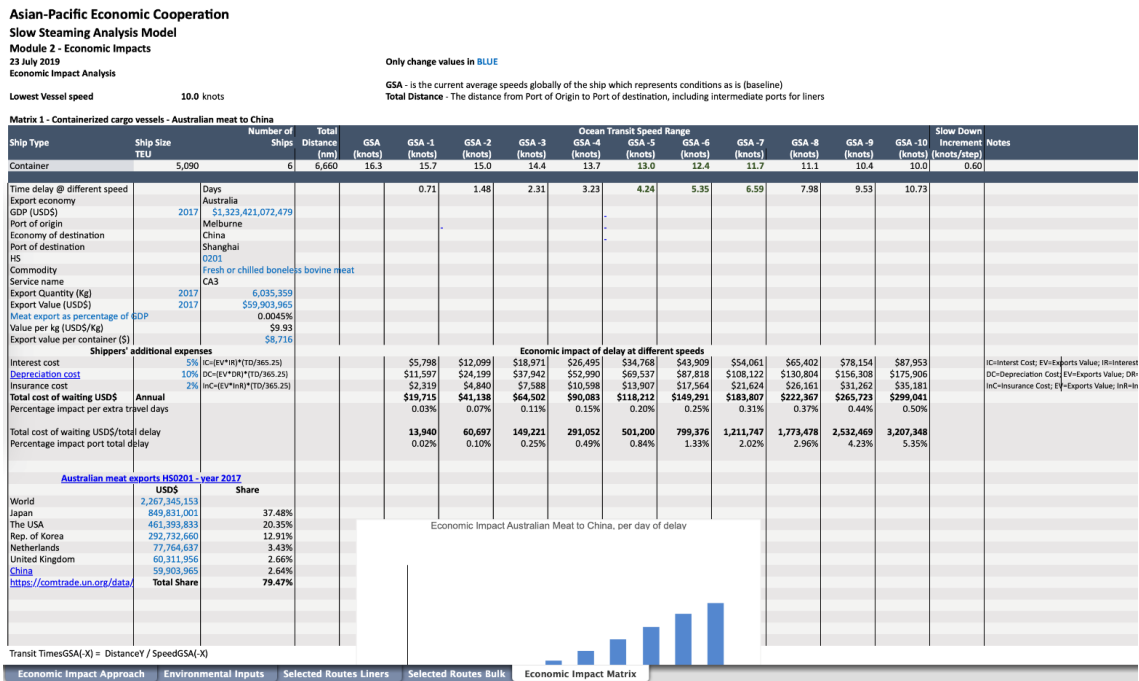 Asian-Pacific Economic Cooperation
Slow Steaming Analysis Model
Module 2 - Economic Impacts
23 July 2019 Only change values in BLUE
Economic Impact Analysis
GSA - is the current average speeds globally of the ship which represents conditions as is (baseline)
Lowest Vessel speed 10.0 knots Total Distance - The distance from Port of Origin to Port of destination, including intermediate ports for liners
Matrix 1 - Containerized cargo vessels - Australian meat to China
Number of Total Ocean Transit Speed Range Slow Down
Ship Type Ship Size Ships Distance GSA GSA -1 GSA -2 GSA -3 GSA -4 GSA -5 GSA -6 GSA -7 GSA -8 GSA -9 GSA -10 Increment Notes
TEU (nm) (knots) (knots) (knots) (knots) (knots) (knots) (knots) (knots) (knots) (knots) (knots) (knots/step)
Container 5,090 6 6,660 16.3 15.7 15.0 14.4 13.7 13.0 12.4 11.7 11.1 10.4 10.0 0.60
Time delay @ different speed Days 0.71 1.48 2.31 3.23 4.24 5.35 6.59 7.98 9.53 10.73
Export economy Australia
GDP (USD$) 2017 $1,323,421,072,479
Port of origin Melburne
Economy of destination China
Port of destination Shanghai
HS 0201
Commodity Fresh or chilled boneless bovine meat
Service name CA3
Export Quantity (Kg) 2017 6,035,359
Export Value (USD$) 2017 $59,903,965
Meat export as percentage of GDP 0.0045%
Value per kg (USD$/Kg) $9.93
Export value per container ($) $8,716
Shippers' additional expenses Economic impact of delay at different speeds
Interest cost 5% IC=(EV*IR)*(TD/365.25) $5,798 $12,099 $18,971 $26,495 $34,768 $43,909 $54,061 $65,402 $78,154 $87,953 IC=Interst Cost; EV=Exports Value; IR=Interest
Depreciation cost 10% DC=(EV*DR)*(TD/365.25) $11,597 $24,199 $37,942 $52,990 $69,537 $87,818 $108,122 $130,804 $156,308 $175,906 DC=Depreciation Cost; EV=Exports Value; DR=
Insurance cost 2% InC=(EV*InR)*(TD/365.25) $2,319 $4,840 $7,588 $10,598 $13,907 $17,564 $21,624 $26,161 $31,262 $35,181 InC=Insurance Cost; EV=Exports Value; InR=In
Total cost of waiting USD$ Annual $19,715 $41,138 $64,502 $90,083 $118,212 $149,291 $183,807 $222,367 $265,723 $299,041
Percentage impact per extra travel days 0.03% 0.07% 0.11% 0.15% 0.20% 0.25% 0.31% 0.37% 0.44% 0.50%
Total cost of waiting USD$/total delay 13,940 60,697 149,221 291,052 501,200 799,376 1,211,747 1,773,478 2,532,469 3,207,348
Percentage impact port total delay 0.02% 0.10% 0.25% 0.49% 0.84% 1.33% 2.02% 2.96% 4.23% 5.35%
Australian meat exports HS0201 - year 2017
USD$ Share
World 2,267,345,153
Japan 849,831,001 37.48%
The USA 461,393,833 20.35%
Rep. of Korea 292,732,660 12.91%
Netherlands 77,764,637 3.43%
United Kingdom 60,311,956 2.66%
China 59,903,965 2.64%
https://comtrade.un.org/data/ Total Share 79.47%
Economic Impact Australian Meat to China, per day of delay
Transit TimesGSA(-X) = DistanceY / SpeedGSA(-X)
Economic Impact Approach Environmental Inputs Selected Routes Liners Selected Routes Bulk Economic Impact Matrix